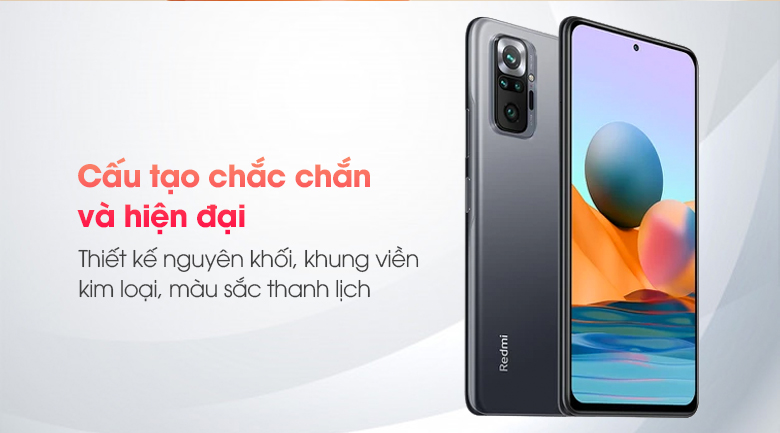 Cấu tạo chắc chắn
và hiện đại
Thiết kế nguyên khối, khung viền
kim loại, màu sắc thanh lịch
Redmi